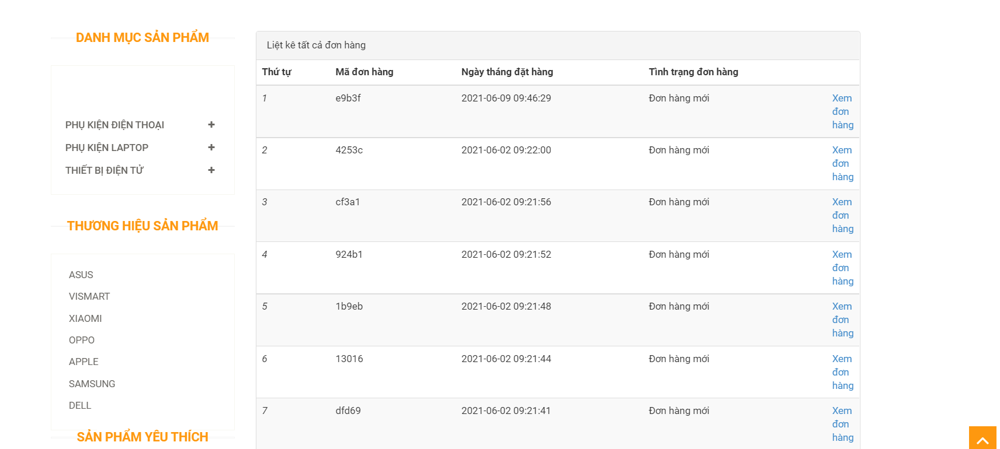 DANH MỤC SẢN PHẨM
PHỤ KIỆN ĐIỆN THOẠI
PHỤ KIỆN LAPTOP
THIẾT BỊ ĐIỆN TỬ
THƯƠNG HIỆU SẢN PHẨM
ASUS
VISMART
XIAOMI
OPPO
APPLE
SAMSUNG
DELL
SẢN PHẨM YÊU THÍCH
Liệt kê tất cả đơn hàng
Thứ tự Mã đơn hàng Ngày tháng đặt hàng Tình trạng đơn hàng
1 e9b3f 2021-06-09 09:46:29 Đơn hàng mới Xem
đơn
hàng
2 4253c 2021-06-02 09:22:00 Đơn hàng mới Xem
đơn
hàng
3 cf3a1 2021-06-02 09:21:56 Đơn hàng mới Xem
đơn
hàng
4 924b1 2021-06-02 09:21:52 Đơn hàng mới Xem
đơn
hàng
5 1b9eb 2021-06-02 09:21:48 Đơn hàng mới Xem
đơn
hàng
6 13016 2021-06-02 09:21:44 Đơn hàng mới Xem
đơn
hàng
7 dfd69 2021-06-02 09:21:41 Đơn hàng mới Xem
đơn
hàng